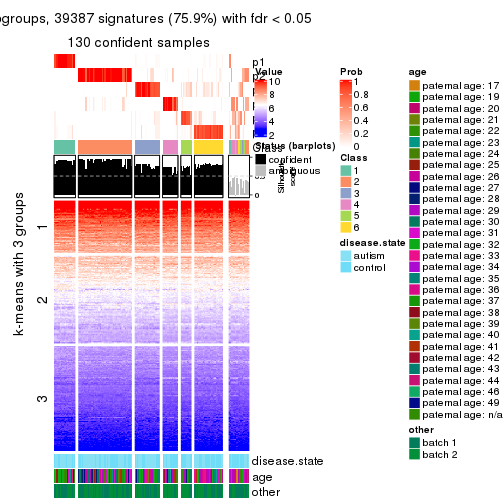 ogroups, 39387 signatures (75.9%) with fdr < 0.05
130 confident samples
p1
p2
Class
k-means with 3 groups
1
2
3
disease.state
age
other
Value
10
8
6
4
2
Status (barplots)
confident
ambiguous
Silhouette
score
0
Prob
1
0.8
0.6
0.4
0.2
0
Class
1
2
3
4
5
6
disease.state
autism
control
age
paternal age: 17
paternal age: 19
paternal age: 20
paternal age: 21
paternal age: 22
paternal age: 23
paternal age: 24
paternal age: 25
paternal age: 26
paternal age: 27
paternal age: 28
paternal age: 29
paternal age: 30
paternal age: 31
paternal age: 32
paternal age: 33
paternal age: 34
paternal age: 35
paternal age: 36
paternal age: 37
paternal age: 38
paternal age: 39
paternal age: 40
paternal age: 41
paternal age: 42
paternal age: 43
paternal age: 44
paternal age: 46
paternal age: 49
paternal age: n/a
other
batch 1
batch 2